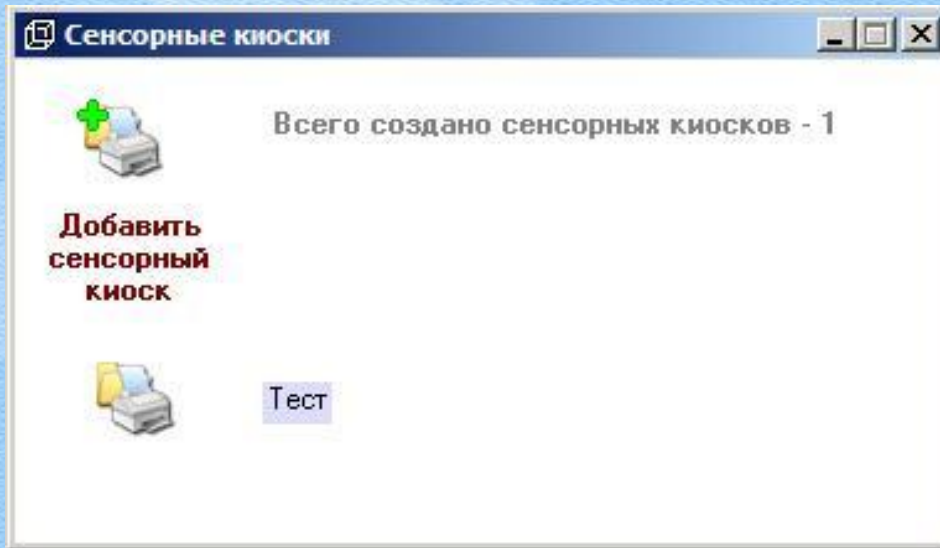 Сенсорные киоски
Всего создано сенсорных киосков - 1
Добавить
сенсорный
киоск
Тест